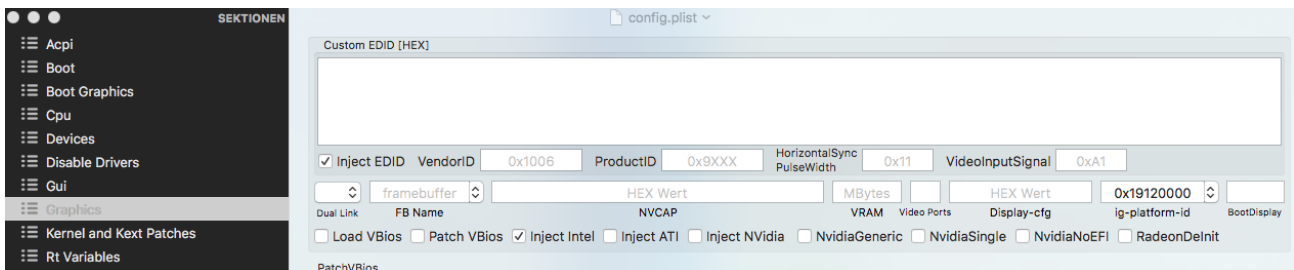 SEKTIONEN
config.plist
Acpi
Boot
Boot Graphics
Cpu
Devices
Disable Drivers
Gui
Graphics
Kernel and Kext Patches
Rt Variables
Custom EDID [HEX]
Inject EDID VendorID 0x1006 ProductID 0x9XXX HorizontalSync PulseWidth 0x11 VideoInputSignal 0xA1
framebuffer HEX Wert MBytes HEX Wert 0x19120000
Dual Link FB Name NVCAP VRAM Video Ports Display-cfg ig-platform-id BootDisplay
Load VBios Patch VBios Inject Intel Inject ATI Inject NVidia NvidiaGeneric NvidiaSingle NvidiaNoEFI RadeonDeInit
PatchVBios